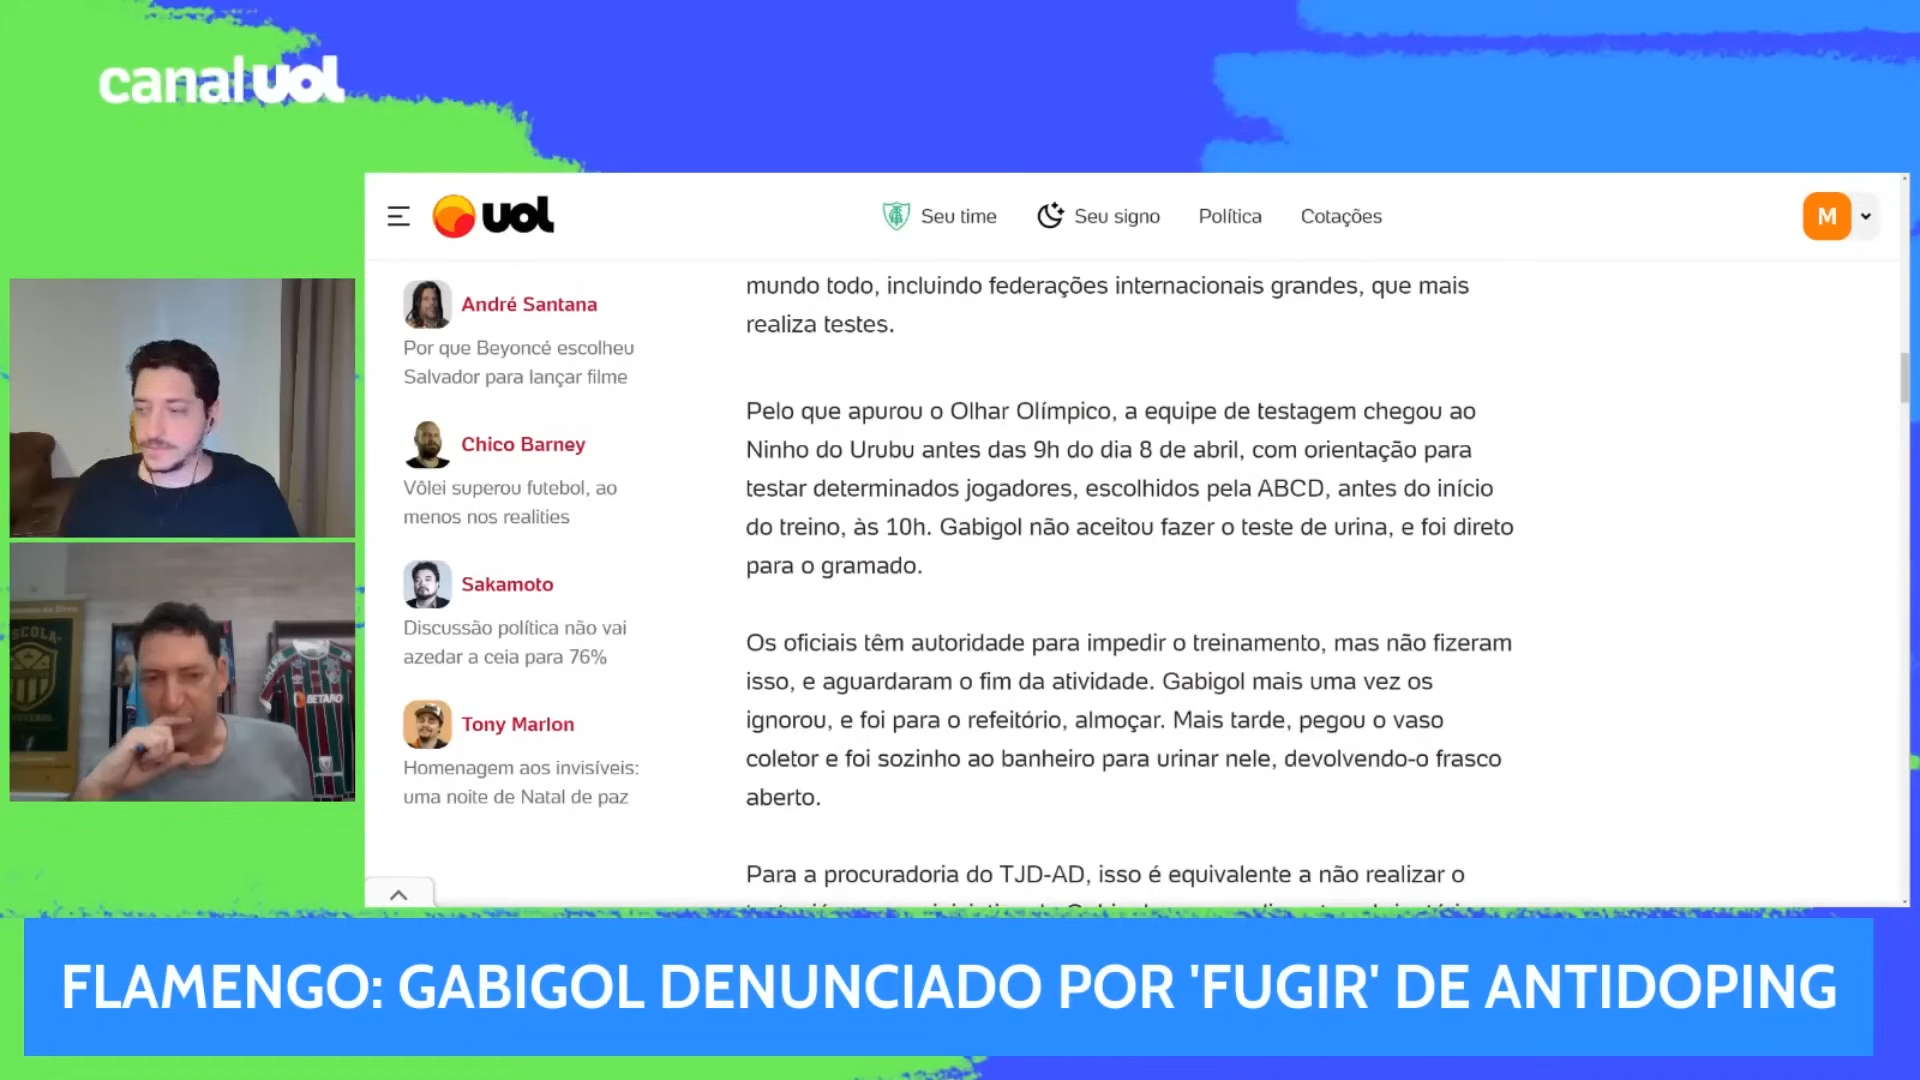 canal uol
uol
Seu time
Seu signo
Política
Cotações
M
André Santana
Por que Beyoncé escolheu
Salvador para lançar filme
Chico Barney
Vôlei superou futebol, ao
menos nos realities
Sakamoto
Discussão política não vai
azedar a ceia para 76%
Tony Marlon
Homenagem aos invisíveis:
uma noite de Natal de paz
mundo todo, incluindo federações internacionais grandes, que mais
realiza testes.
Pelo que apurou o Olhar Olímpico, a equipe de testagem chegou ao
Ninho do Urubu antes das 9h do dia 8 de abril, com orientação para
testar determinados jogadores, escolhidos pela ABCD, antes do início
do treino, às 10h. Gabigol não aceitou fazer o teste de urina, e foi direto
para o gramado.
Os oficiais têm autoridade para impedir o treinamento, mas não fizeram
isso, e aguardaram o fim da atividade. Gabigol mais uma vez os
ignorou, e foi para o refeitório, almoçar. Mais tarde, pegou o vaso
coletor e foi sozinho ao banheiro para urinar nele, devolvendo-o frasco
aberto.
Para a procuradoria do TJD-AD, isso é equivalente a não realizar o
BETANO
FLAMENGO: GABIGOL DENUNCIADO POR 'FUGIR' DE ANTIDOPING